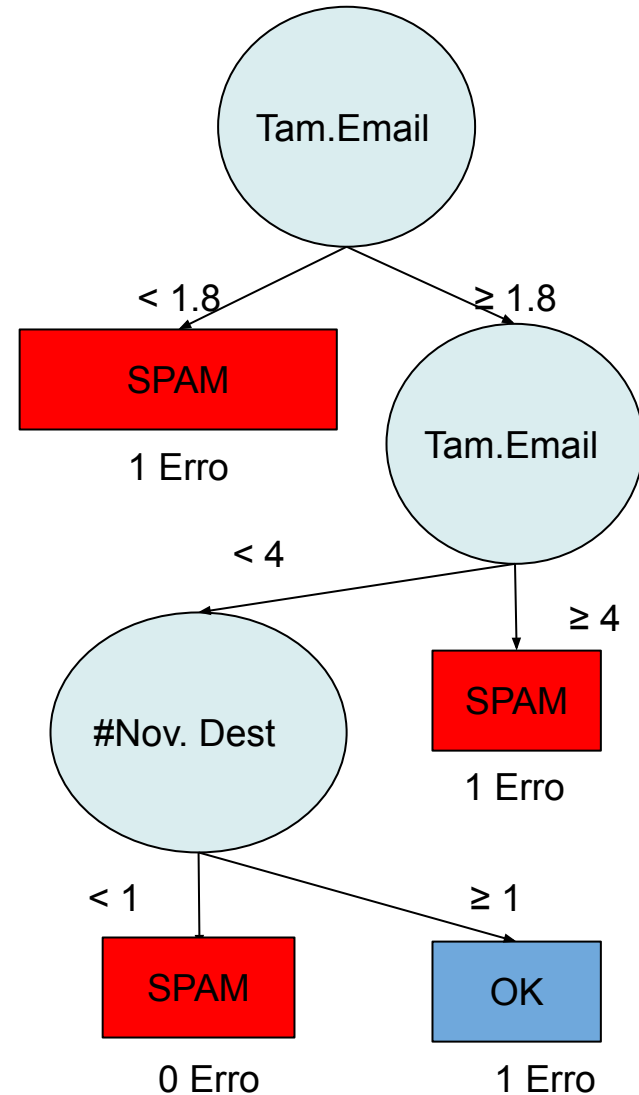 Tam.Email
< 1.8
≥ 1.8
SPAM
1 Erro
Tam.Email
< 4
≥ 4
#Nov. Dest
SPAM
1 Erro
< 1
≥ 1
SPAM
OK
0 Erro
1 Erro